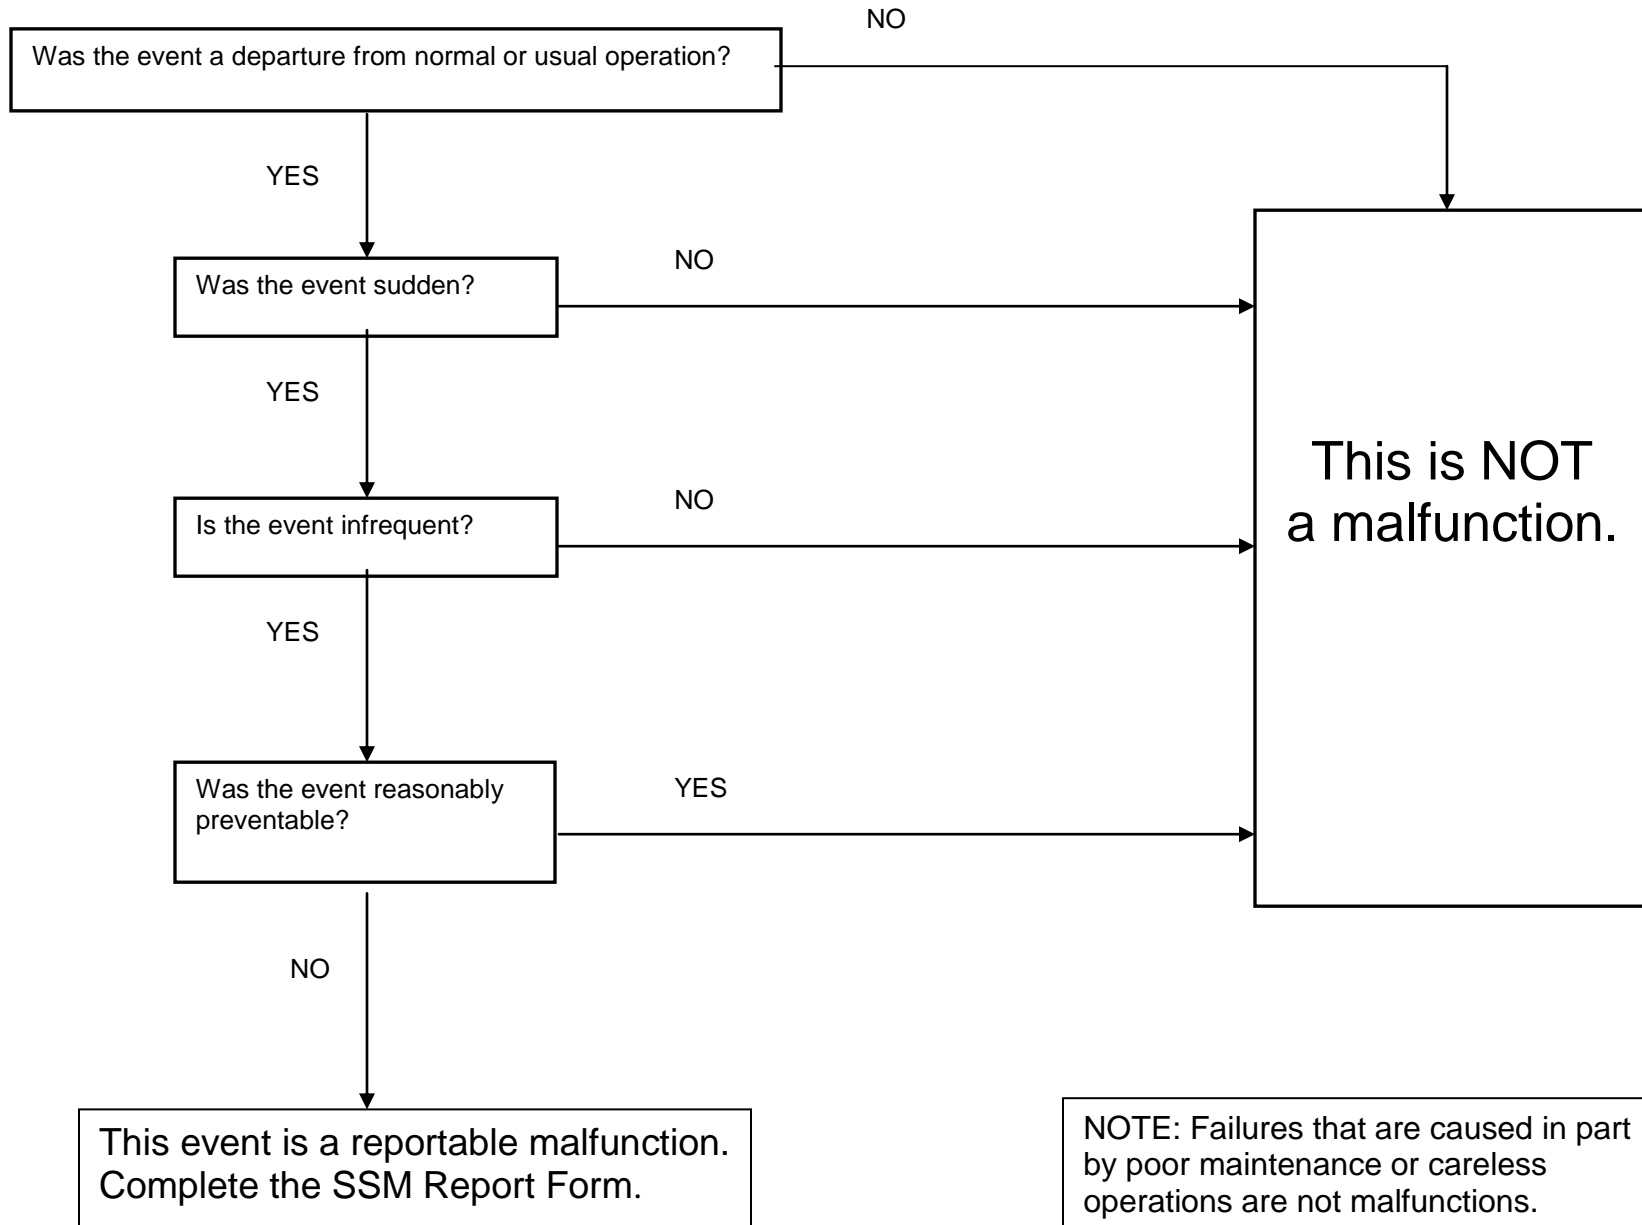 NO
Was the event a departure from normal or usual operation?
YES
Was the event sudden?
NO
YES
Is the event infrequent?
NO
YES
Was the event reasonably
preventable?
YES
This is NOT
a malfunction.
NO
This event is a reportable malfunction.
Complete the SSM Report Form.
NOTE: Failures that are caused in part
by poor maintenance or careless
operations are not malfunctions.